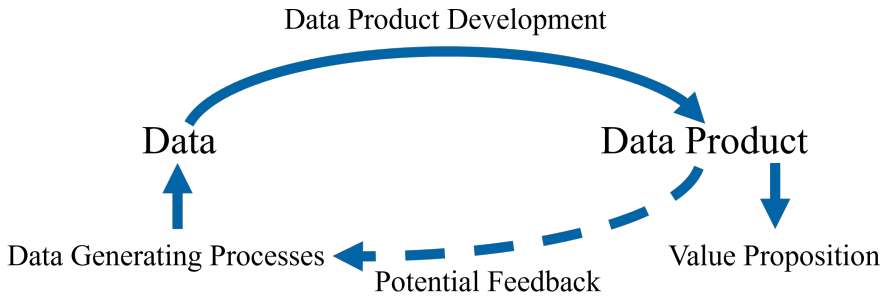 Data Product Development
Data
Data Product
Data Generating Processes
Value Proposition
Potential Feedback